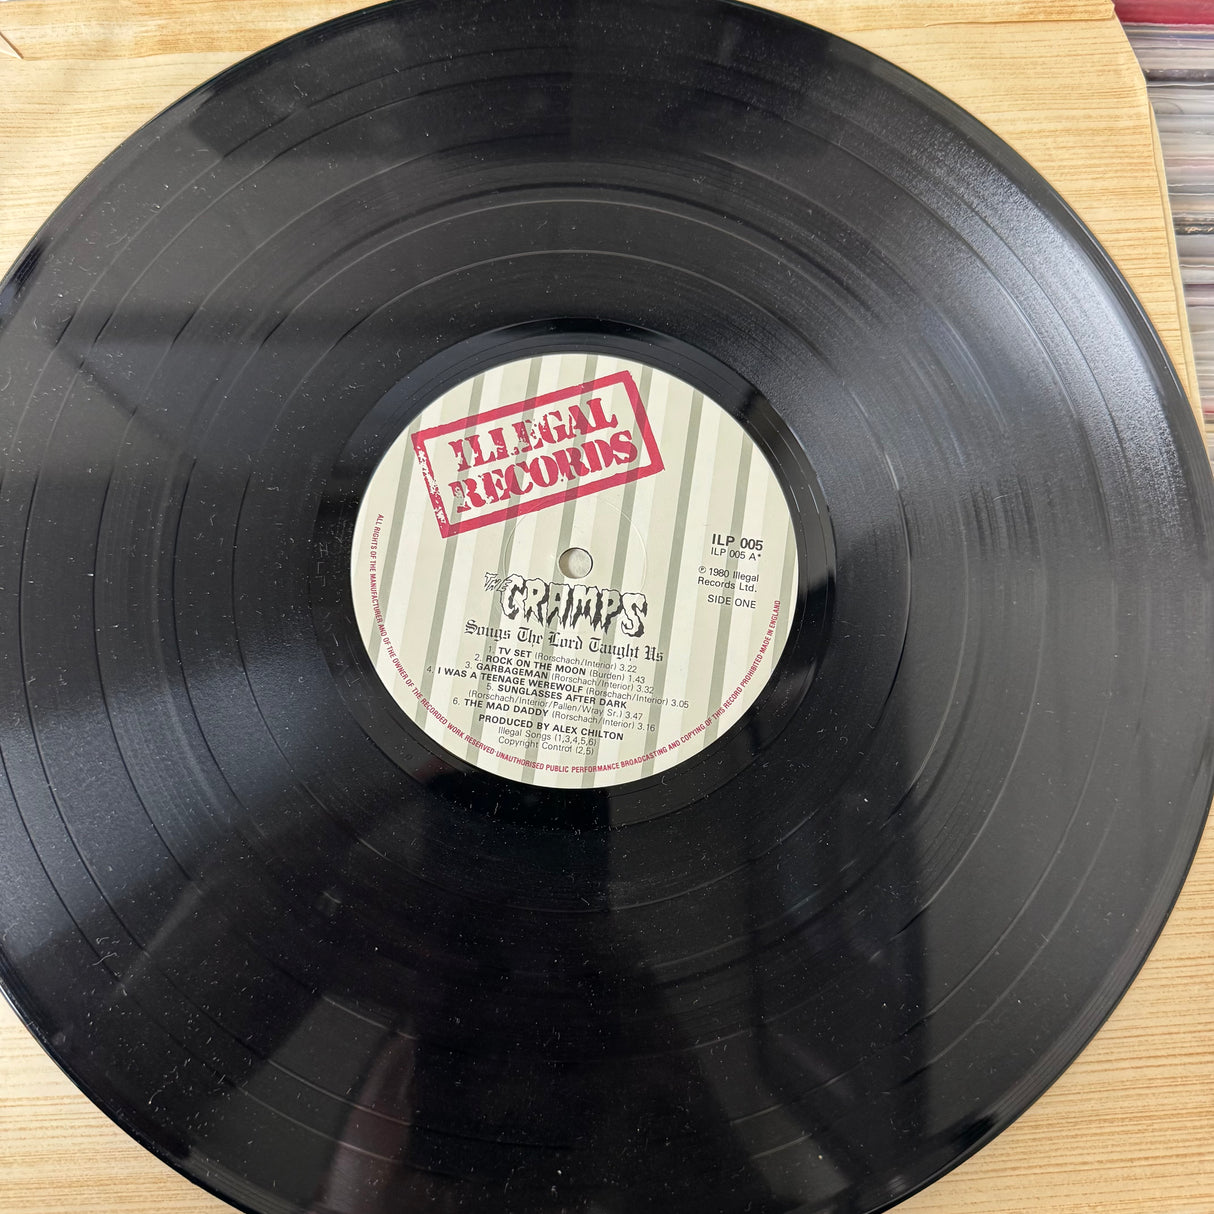 ILLEGAL
RECORDS
ILP 005
ILP 005 A*
℗ 1980 Illegal
Records Ltd.
SIDE ONE
THE CRAMPS
Songs The Lord Taught Us
1. TV SET (Rorschach/Interior) 3.22
2. ROCK ON THE MOON (Burden) 1.43
3. GARBAGEMAN (Rorschach/Interior) 3.32
4. I WAS A TEENAGE WEREWOLF (Rorschach/Interior) 3.05
5. SUNGLASSES AFTER DARK
(Rorschach/Interior/Pallen/Wray Sr.) 3.47
6. THE MAD DADDY (Rorschach/Interior) 3.16
PRODUCED BY ALEX CHILTON
Illegal Songs (1,3,4,5,6)
Copyright Control (2,5)
ALL RIGHTS OF THE MANUFACTURER AND OF THE OWNER OF THE RECORDED WORK RESERVED·UNAUTHORISED PUBLIC PERFORMANCE BROADCASTING AND COPYING OF THIS RECORD PROHIBITED MADE IN ENGLAND